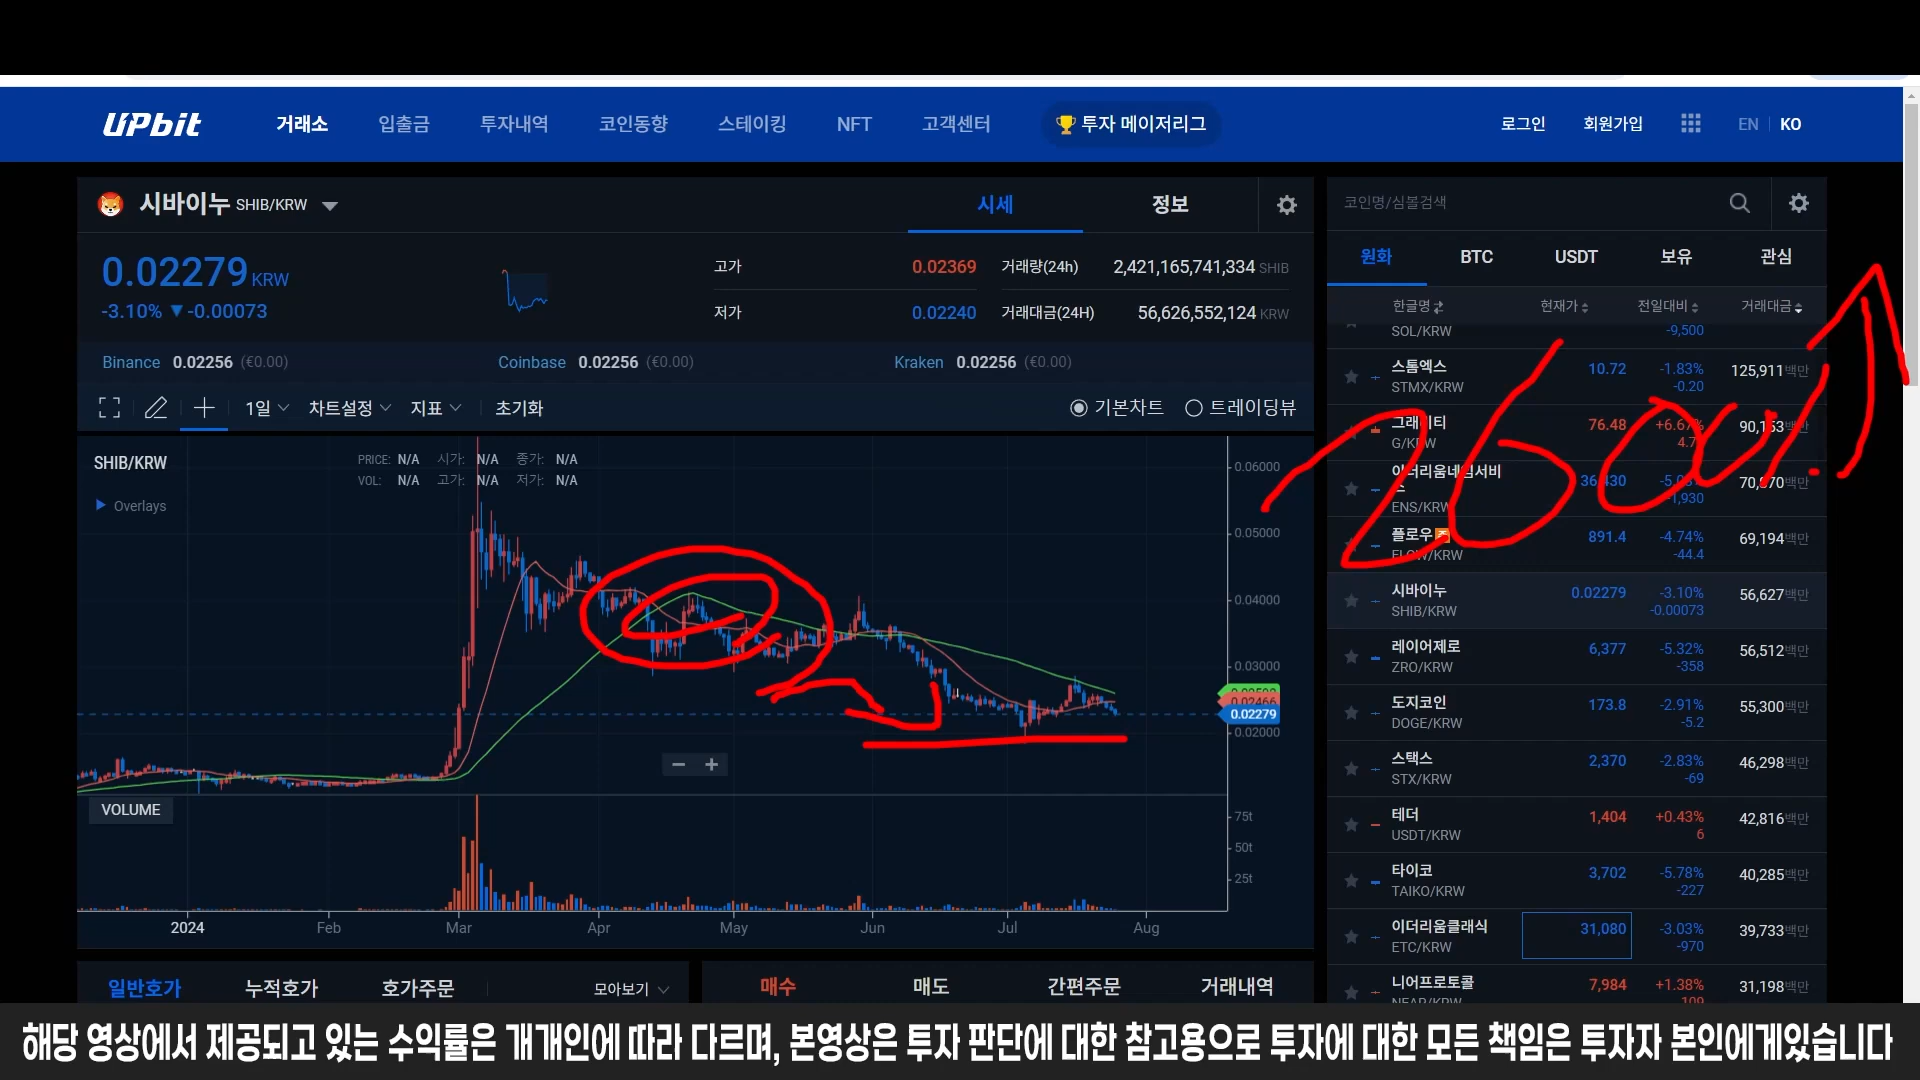 UPbit
거래소 입출금 투자내역 코인동향 스테이킹 NFT 고객센터 투자 메이저리그 로그인 회원가입 EN KO
시바이누 SHIB/KRW 시세 정보
0.02279 KRW
-3.10% ▼-0.00073
고가 0.02369 거래량(24h) 2,421,165,741,334 SHIB
저가 0.02240 거래대금(24H) 56,626,552,124 KRW
Binance 0.02256 (€0.00) Coinbase 0.02256 (€0.00) Kraken 0.02256 (€0.00)
1일 차트설정 지표 초기화 기본차트 트레이딩뷰
SHIB/KRW
PRICE: N/A 시가: N/A 종가: N/A
VOL: N/A 고가: N/A 저가: N/A
Overlays
0.06000
0.05000
0.04000
0.03000
0.02466
0.02279
0.02000
VOLUME
75t
50t
25t
2024 Feb Mar Apr May Jun Jul Aug
일반호가 누적호가 호가주문 모아보기
매수 매도 간편주문 거래내역
코인명/심볼검색
원화 BTC USDT 보유 관심
한글명 현재가 전일대비 거래대금
SOL/KRW -9,500
스톰엑스 10.72 -1.83% 125,911백만
STMX/KRW -0.20
76.48 +6.67%
G/KRW
이더리움네임서비
스
ENS/KRW
플로우 891.4 -4.74% 69,194백만
FLOW/KRW -44.4
시바이누 0.02279 -3.10% 56,627백만
SHIB/KRW -0.00073
레이어제로 6,377 -5.32% 56,512백만
ZRO/KRW -358
도지코인 173.8 -2.91% 55,300백만
DOGE/KRW -5.2
스택스 2,370 -2.83% 46,298백만
STX/KRW -69
테더 1,404 +0.43% 42,816백만
USDT/KRW 6
타이코 3,702 -5.78% 40,285백만
TAIKO/KRW -227
이더리움클래식 31,080 -3.03% 39,733백만
ETC/KRW -970
니어프로토콜 7,984 +1.38% 31,198백만
NEAR/KRW 109
해당 영상에서 제공되고 있는 수익률은 개개인에 따라 다르며, 본영상은 투자 판단에 대한 참고용으로 투자에 대한 모든 책임은 투자자 본인에게있습니다